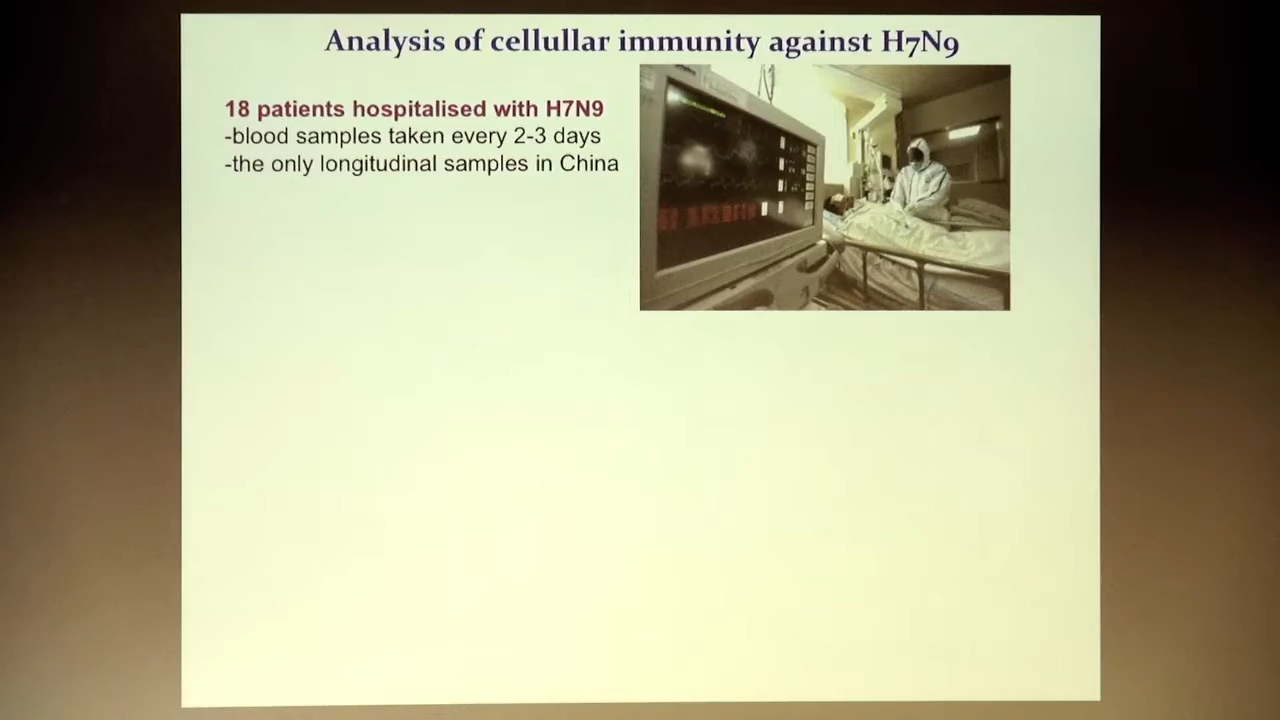 Analysis of cellullar immunity against H7N9
18 patients hospitalised with H7N9
-blood samples taken every 2-3 days
-the only longitudinal samples in China